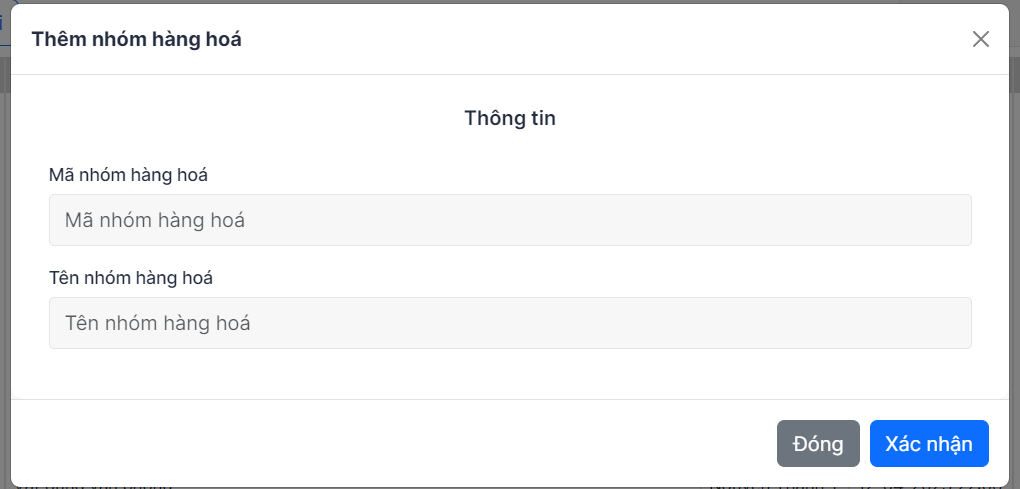 Thêm nhóm hàng hoá
Thông tin
Mã nhóm hàng hoá
Mã nhóm hàng hoá
Tên nhóm hàng hoá
Tên nhóm hàng hoá
Đóng
Xác nhận